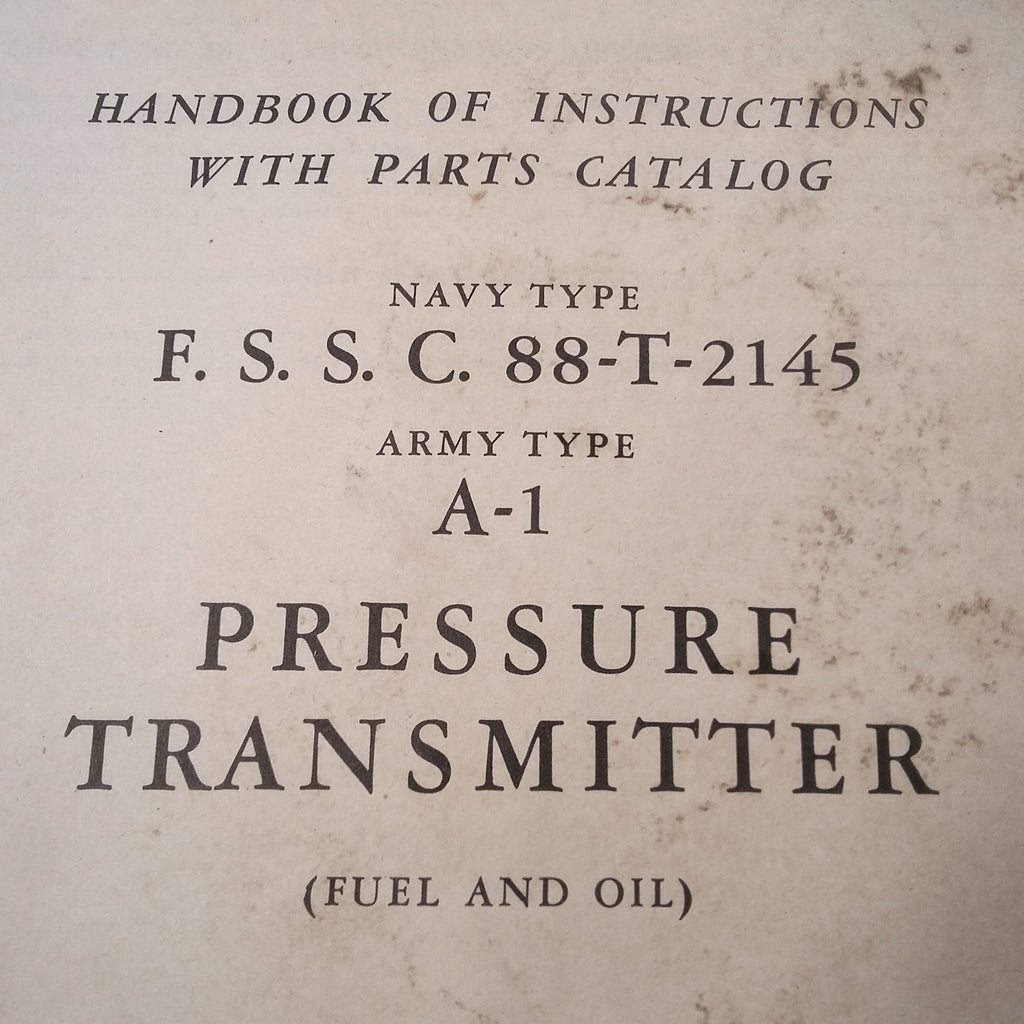 HANDBOOK OF INSTRUCTIONS
WITH PARTS CATALOG
NAVY TYPE
F. S. S. C. 88-T-2145
ARMY TYPE
A-1
PRESSURE
TRANSMITTER
(FUEL AND OIL)